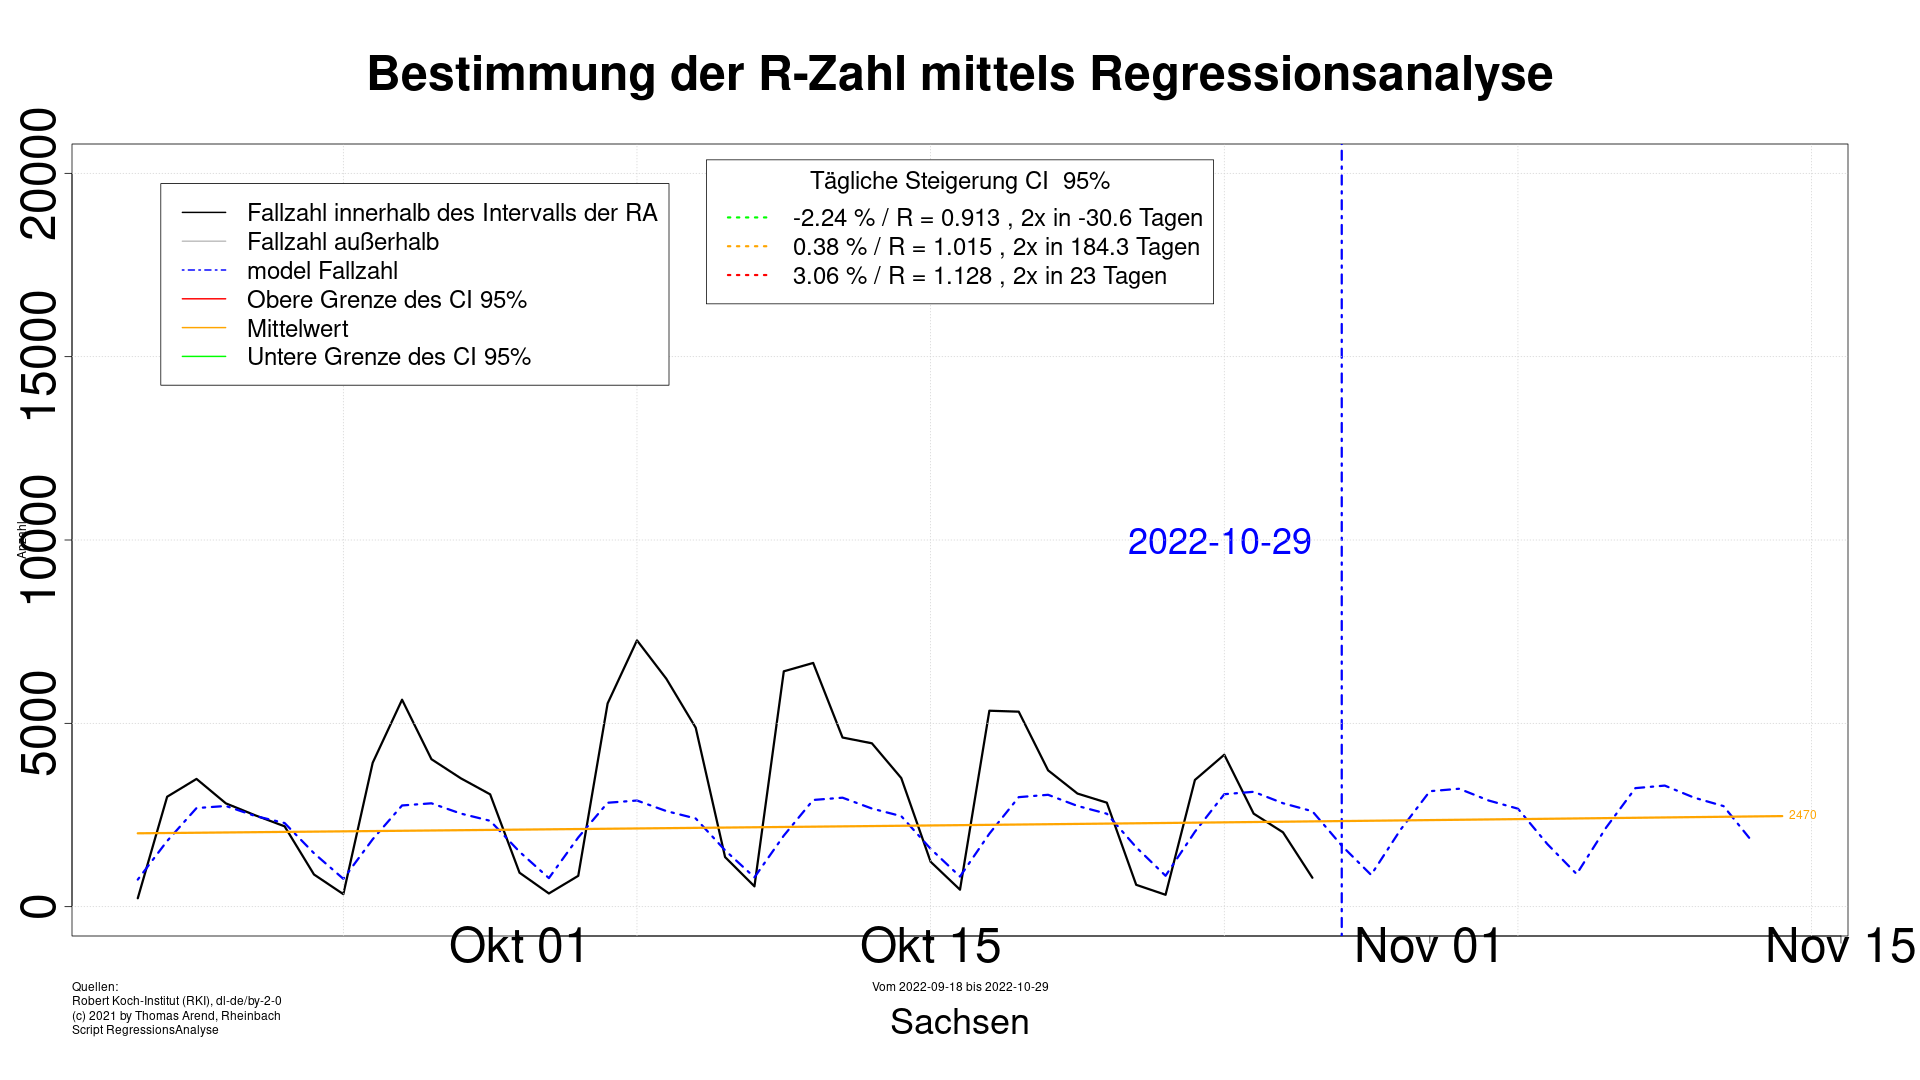 Bestimmung der R-Zahl mittels Regressionsanalyse
Anzahl
20000
15000
10000
5000
0
Fallzahl innerhalb des Intervalls der RA
Fallzahl außerhalb
model Fallzahl
Obere Grenze des CI 95%
Mittelwert
Untere Grenze des CI 95%
Tägliche Steigerung CI  95%
-2.24 % / R = 0.913 , 2x in -30.6 Tagen
0.38 % / R = 1.015 , 2x in 184.3 Tagen
3.06 % / R = 1.128 , 2x in 23 Tagen
2022-10-29
2470
Okt 01 Okt 15 Nov 01 Nov 15
Quellen:
Robert Koch-Institut (RKI), dl-de/by-2-0
(c) 2021 by Thomas Arend, Rheinbach
Script RegressionsAnalyse
Vom 2022-09-18 bis 2022-10-29
Sachsen